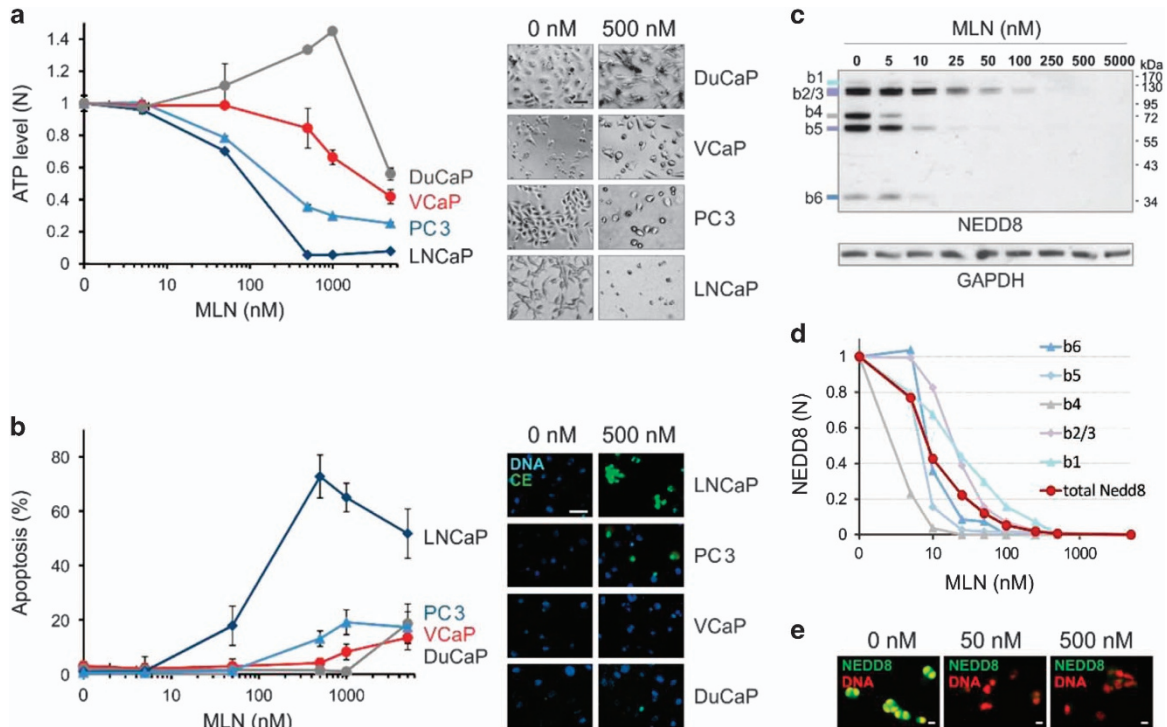 a
ATP level (N)
1.4
1.2
1
0.8
0.6
0.4
0.2
0
0 10 100 1000
MLN (nM)
DuCaP
VCaP
PC3
LNCaP
0 nM 500 nM
DuCaP
VCaP
PC3
LNCaP
b
Apoptosis (%)
80
60
40
20
0
0 10 100 1000
MLN (nM)
LNCaP
PC3
VCaP
DuCaP
0 nM 500 nM
DNA
CE
LNCaP
PC3
VCaP
DuCaP
c
MLN (nM)
0 5 10 25 50 100 250 500 5000
kDa
b1
b2/3
b4
b5
b6
170
130
95
72
55
43
34
NEDD8
GAPDH
d
NEDD8 (N)
1
0.8
0.6
0.4
0.2
0
0 10 100 1000
MLN (nM)
b6
b5
b4
b2/3
b1
total Nedd8
e
0 nM 50 nM 500 nM
NEDD8 NEDD8 NEDD8
DNA DNA DNA